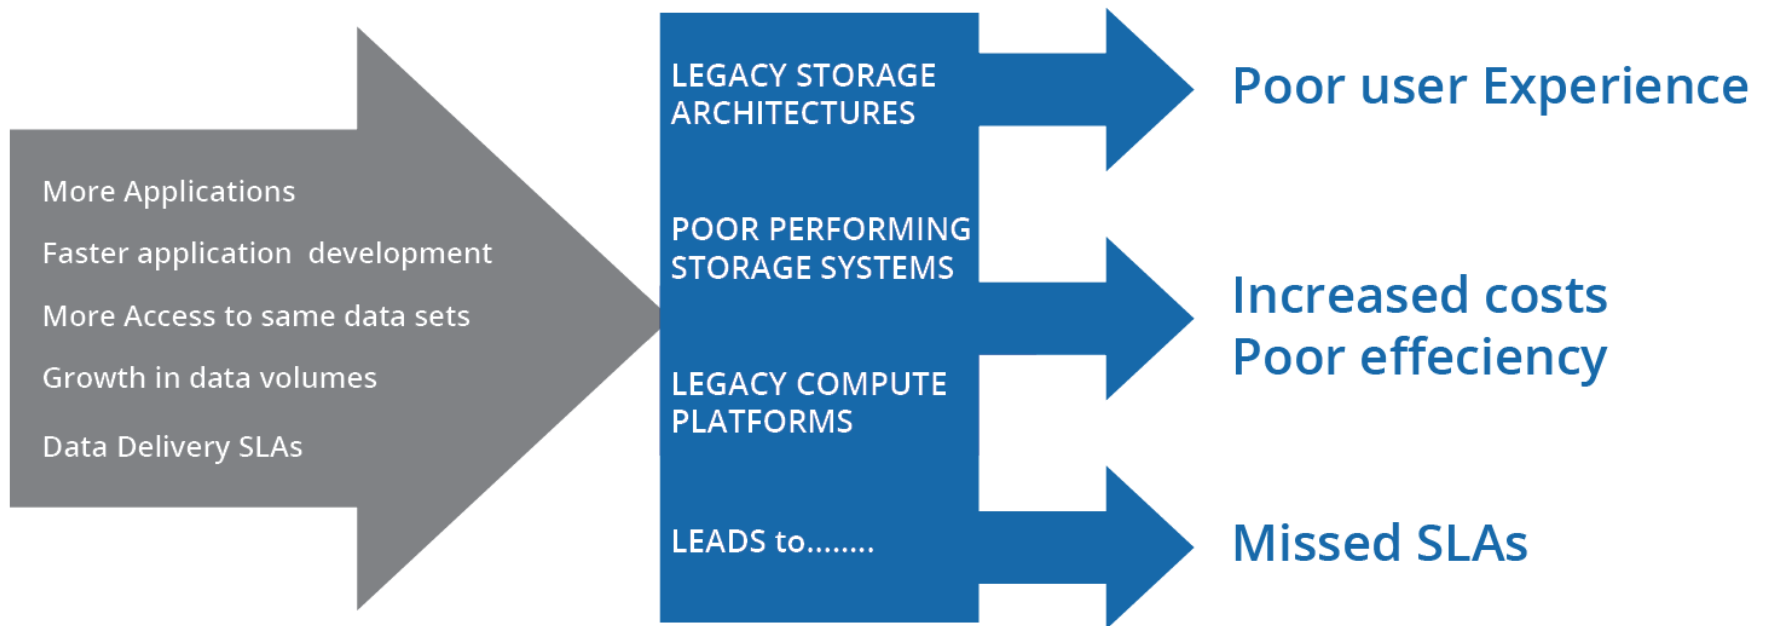 More Applications
Faster application  development
More Access to same data sets
Growth in data volumes
Data Delivery SLAs
LEGACY STORAGE
ARCHITECTURES
POOR PERFORMING
STORAGE SYSTEMS
LEGACY COMPUTE
PLATFORMS
LEADS to........
Poor user Experience
Increased costs
Poor effeciency
Missed SLAs